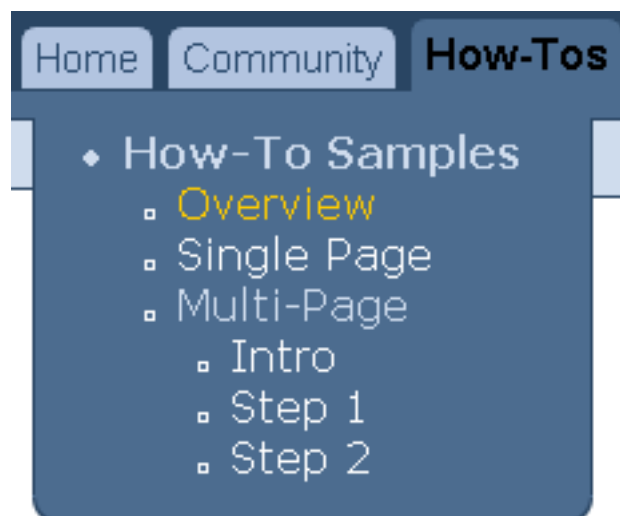 Home Community How-Tos
How-To Samples
Overview
Single Page
Multi-Page
Intro
Step 1
Step 2